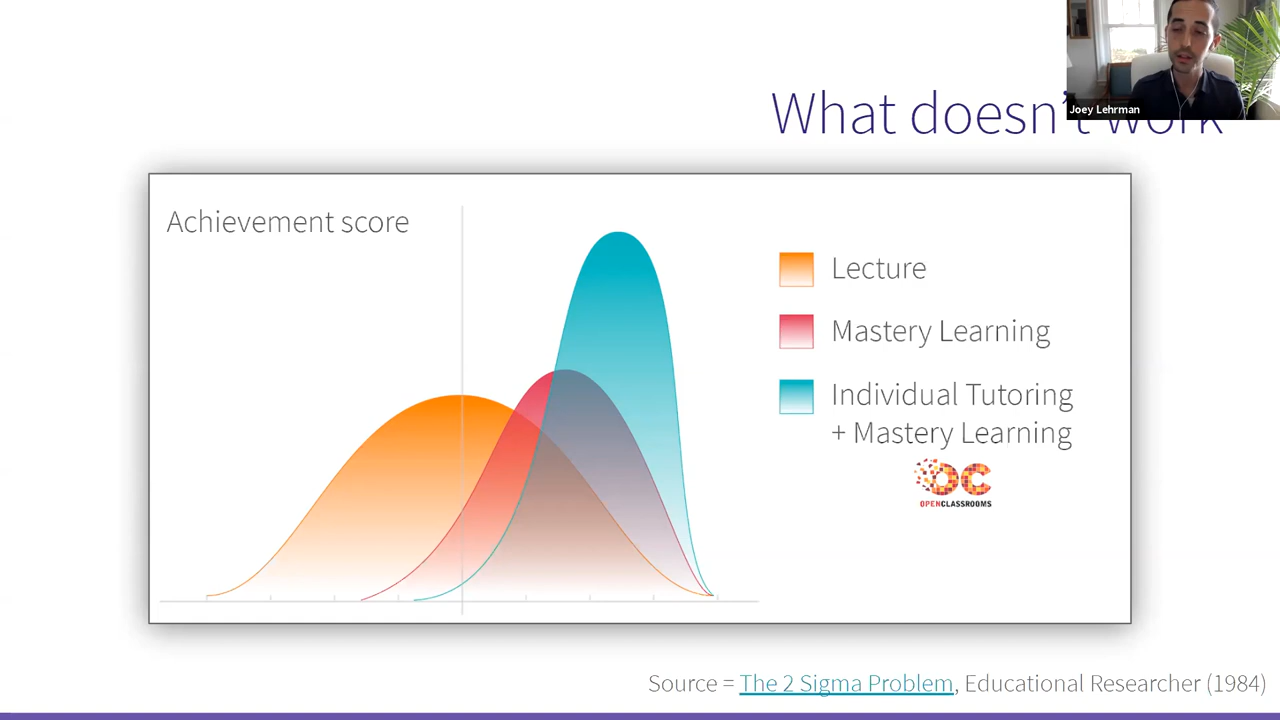 Joey Lehrman
What doesn't work
Achievement score
Lecture
Mastery Learning
Individual Tutoring
+ Mastery Learning
OC
OPENCLASSROOMS
Source = The 2 Sigma Problem, Educational Researcher (1984)